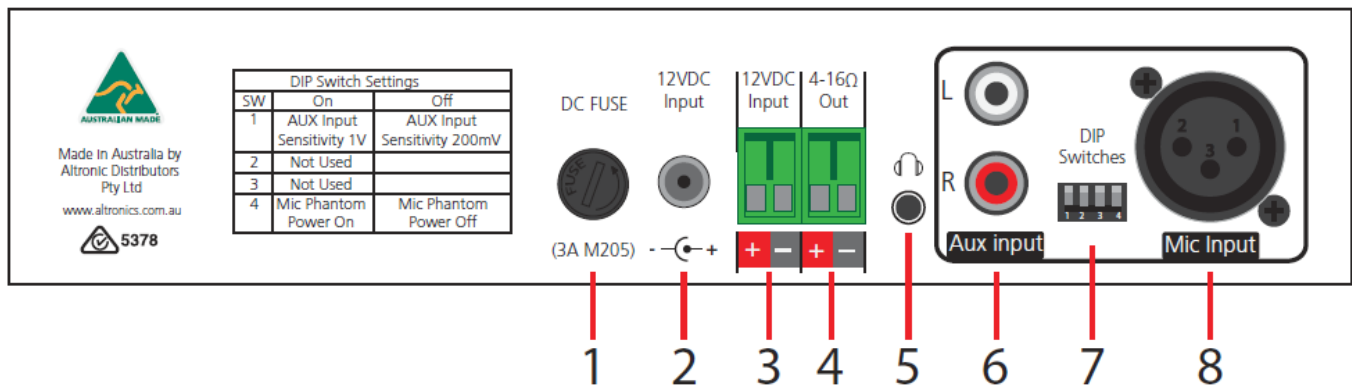 AUSTRALIAN MADE
Made in Australia by
Altronic Distributors
Pty Ltd
www.altronics.com.au
5378
DIP Switch Settings
SW On Off
1 AUX Input Sensitivity 1V AUX Input Sensitivity 200mV
2 Not Used
3 Not Used
4 Mic Phantom Power On Mic Phantom Power Off
DC FUSE
FUSE
(3A M205)
12VDC
Input
- +
12VDC
Input
+ −
4-16Ω
Out
+ −
L
R
Aux input
DIP
Switches
1 2 3 4
2 1
3
Mic Input
1 2 3 4 5 6 7 8